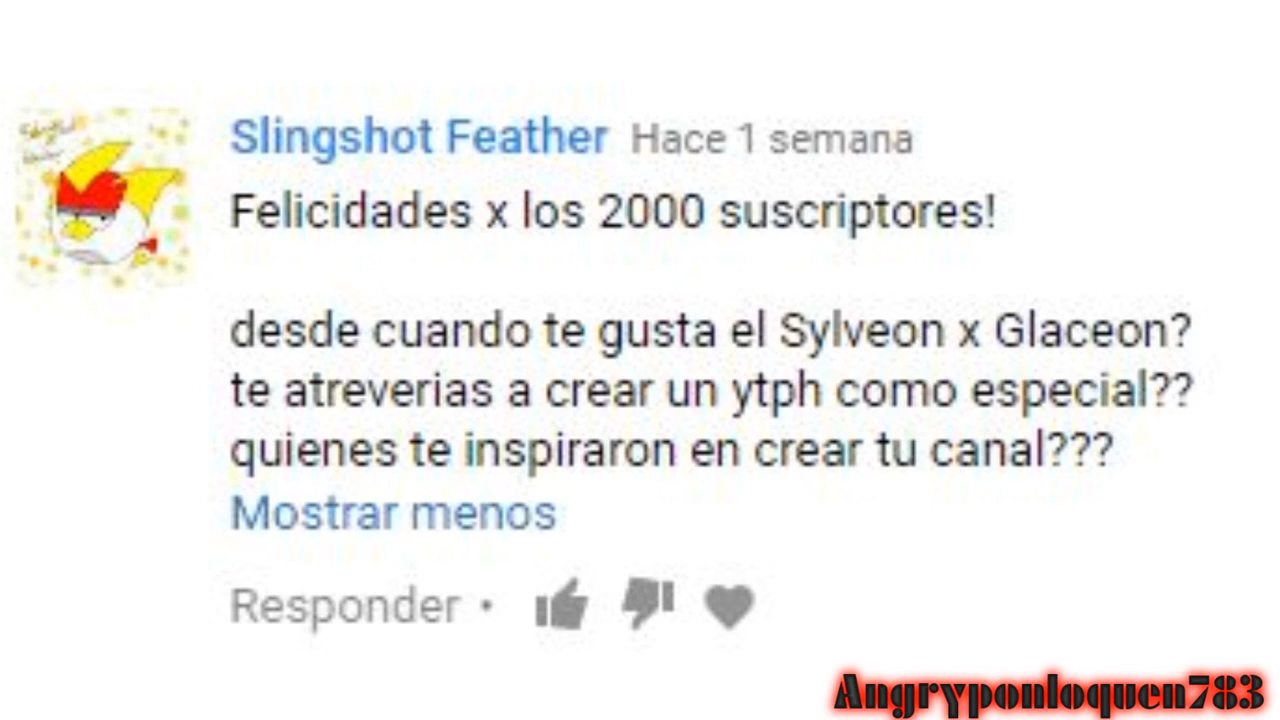 Slingshot Feather Hace 1 semana
Felicidades x los 2000 suscriptores!
desde cuando te gusta el Sylveon x Glaceon?
te atreverias a crear un ytph como especial??
quienes te inspiraron en crear tu canal???
Mostrar menos
Responder •
Angryponloquen783